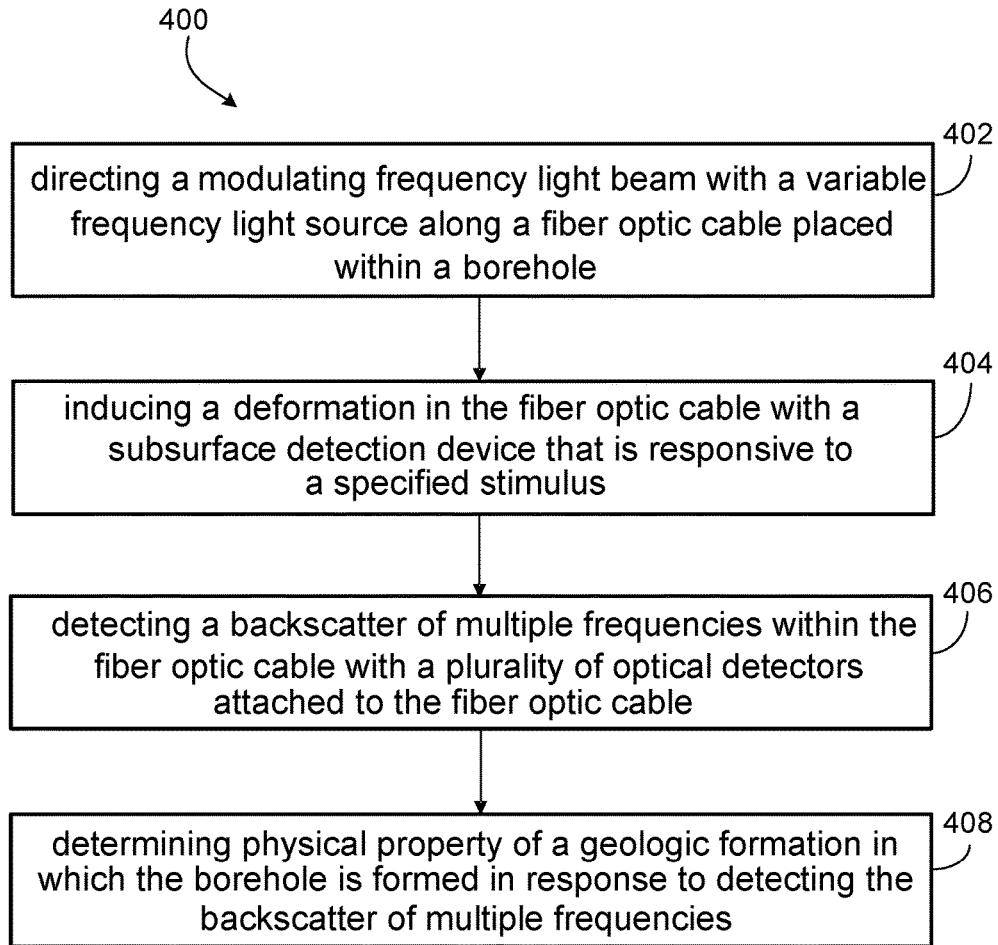 400
402
directing a modulating frequency light beam with a variable
frequency light source along a fiber optic cable placed
within a borehole
404
inducing a deformation in the fiber optic cable with a
subsurface detection device that is responsive to
a specified stimulus
406
detecting a backscatter of multiple frequencies within the
fiber optic cable with a plurality of optical detectors
attached to the fiber optic cable
408
determining physical property of a geologic formation in
which the borehole is formed in response to detecting the
backscatter of multiple frequencies